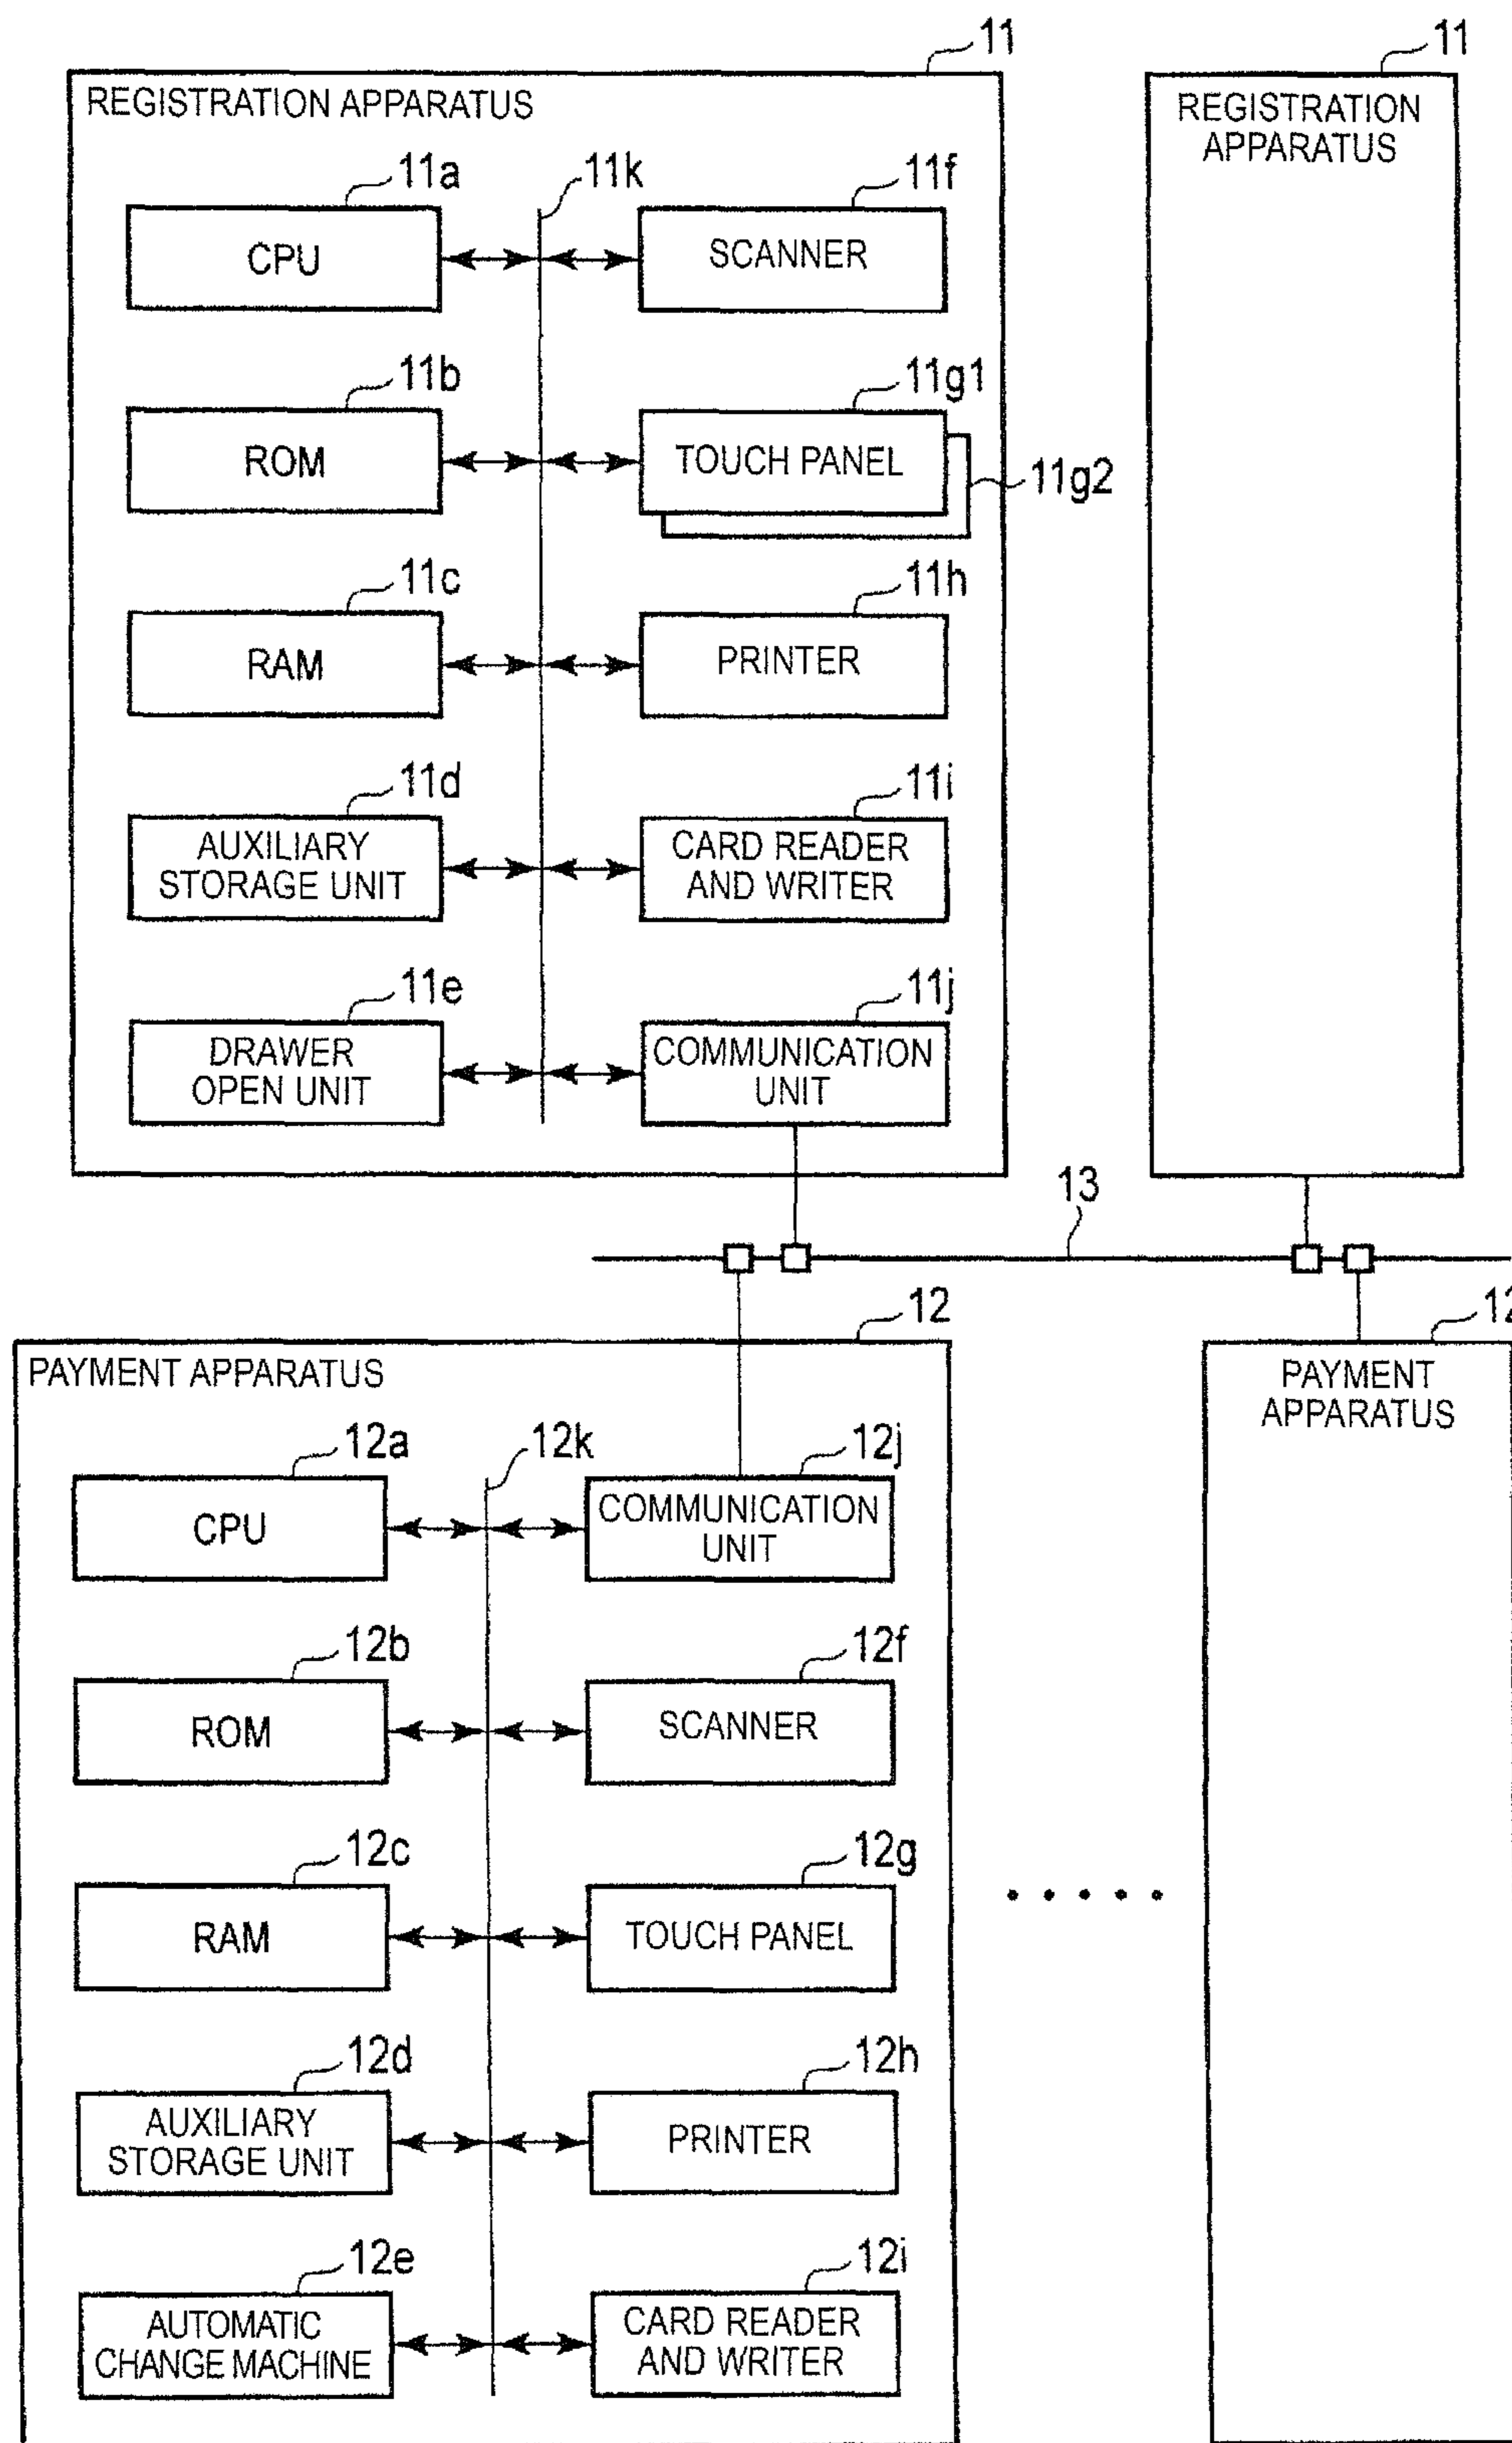 11
11
REGISTRATION APPARATUS
REGISTRATION
APPARATUS
11a
11k
11f
CPU
SCANNER
11b
11g1
ROM
TOUCH PANEL
11g2
11c
11h
RAM
PRINTER
11d
11i
AUXILIARY
STORAGE UNIT
CARD READER
AND WRITER
11e
11j
DRAWER
OPEN UNIT
COMMUNICATION
UNIT
13
12
12
PAYMENT APPARATUS
PAYMENT
APPARATUS
12a
12k
12j
CPU
COMMUNICATION
UNIT
12b
12f
ROM
SCANNER
12c
12g
RAM
TOUCH PANEL
12d
12h
AUXILIARY
STORAGE UNIT
PRINTER
12e
12i
AUTOMATIC
CHANGE MACHINE
CARD READER
AND WRITER